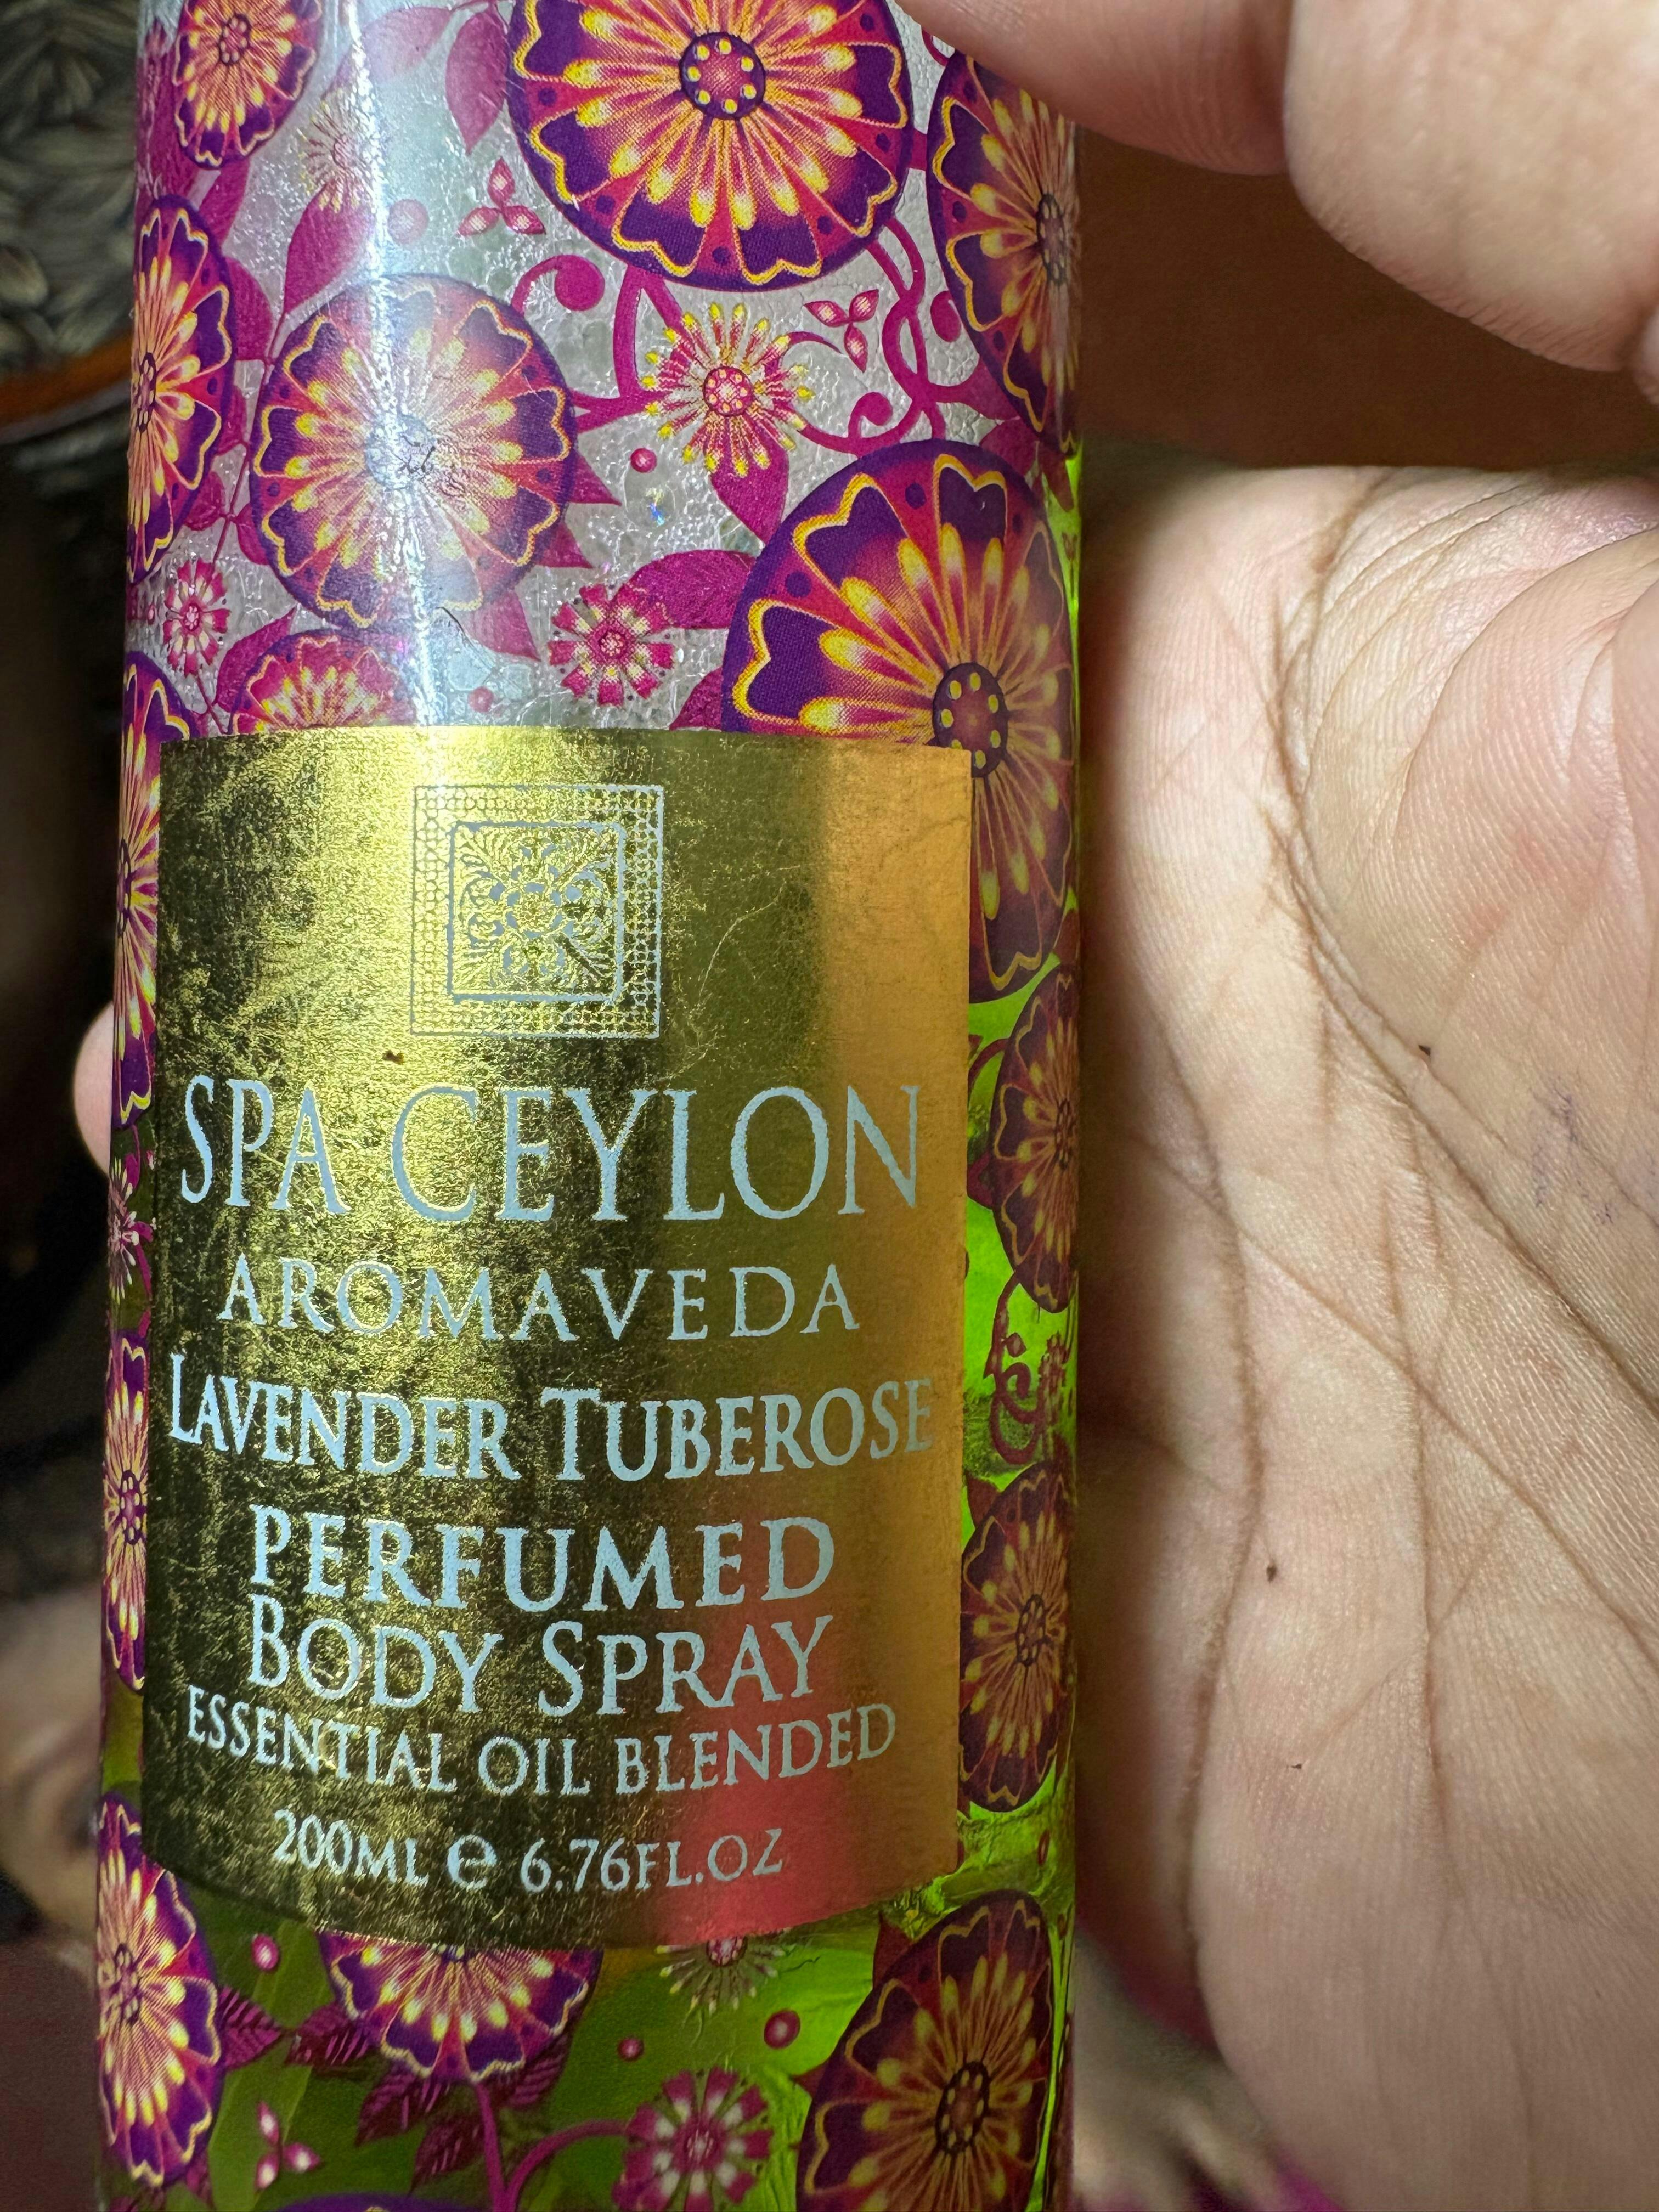 SPA CEYLON
AROMAVEDA
LAVENDER TUBEROSE
PERFUMED
BODY SPRAY
ESSENTIAL OIL BLENDED
200ML e 6.76FL.OZ